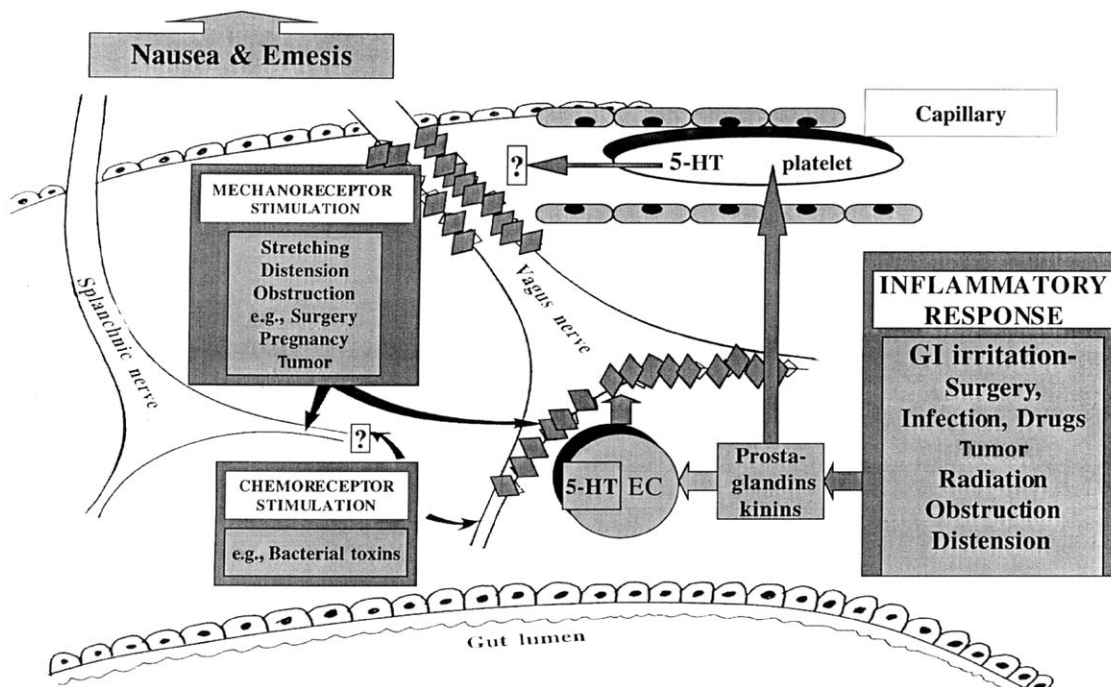 Nausea & Emesis
Capillary
?
5-HT
platelet
MECHANORECEPTOR
STIMULATION
Stretching
Distension
Obstruction
e.g., Surgery
Pregnancy
Tumor
Splanchnic nerve
Vagus nerve
INFLAMMATORY
RESPONSE
GI irritation-
Surgery,
Infection, Drugs
Tumor
Radiation
Obstruction
Distension
?
CHEMORECEPTOR
STIMULATION
e.g., Bacterial toxins
5-HT EC
Prosta-
glandins
kinins
Gut lumen